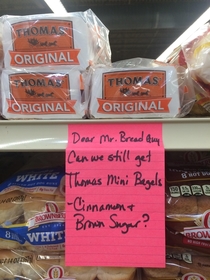 THOMAS'
ORIGINAL
THOMAS'
ORIGINAL
THOMAS'
ORIGINAL
Dear Mr. Bread Guy
Can we still get
Thomas Mini Bagels
- Cinnamon &
Brown Sugar?
WHITE
WHITE